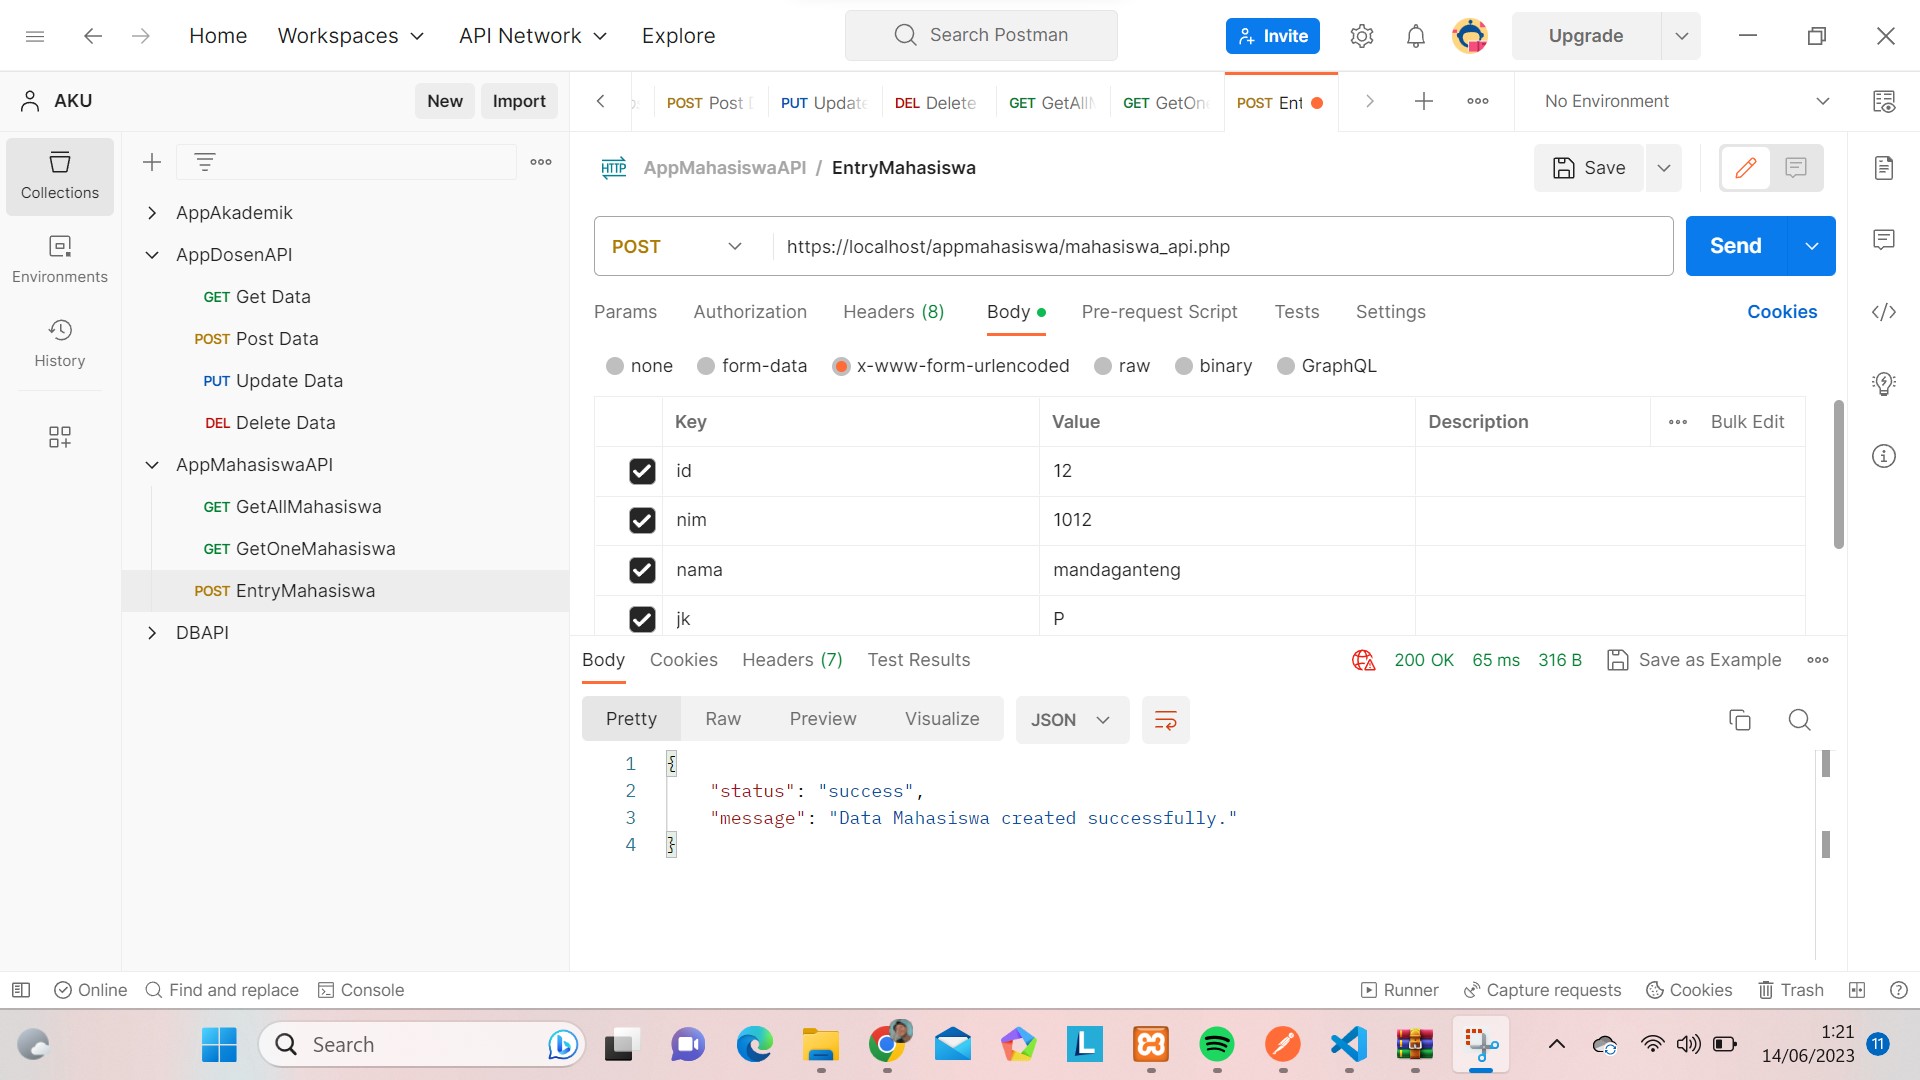 Home Workspaces API Network Explore Search Postman Invite Upgrade
AKU New Import
POST Post PUT Update DEL Delete GET GetAll GET GetOn POST Ent No Environment
Collections
Environments
History
AppAkademik
AppDosenAPI
GET Get Data
POST Post Data
PUT Update Data
DEL Delete Data
AppMahasiswaAPI
GET GetAllMahasiswa
GET GetOneMahasiswa
POST EntryMahasiswa
DBAPI
HTTP AppMahasiswaAPI / EntryMahasiswa Save
POST https://localhost/appmahasiswa/mahasiswa_api.php Send
Params Authorization Headers (8) Body Pre-request Script Tests Settings Cookies
none form-data x-www-form-urlencoded raw binary GraphQL
Key Value Description Bulk Edit
id 12
nim 1012
nama mandaganteng
jk P
Body Cookies Headers (7) Test Results 200 OK 65 ms 316 B Save as Example
Pretty Raw Preview Visualize JSON
1 {
2 "status": "success",
3 "message": "Data Mahasiswa created successfully."
4 }
Online Find and replace Console Runner Capture requests Cookies Trash
Search L 1:21
14/06/2023 11